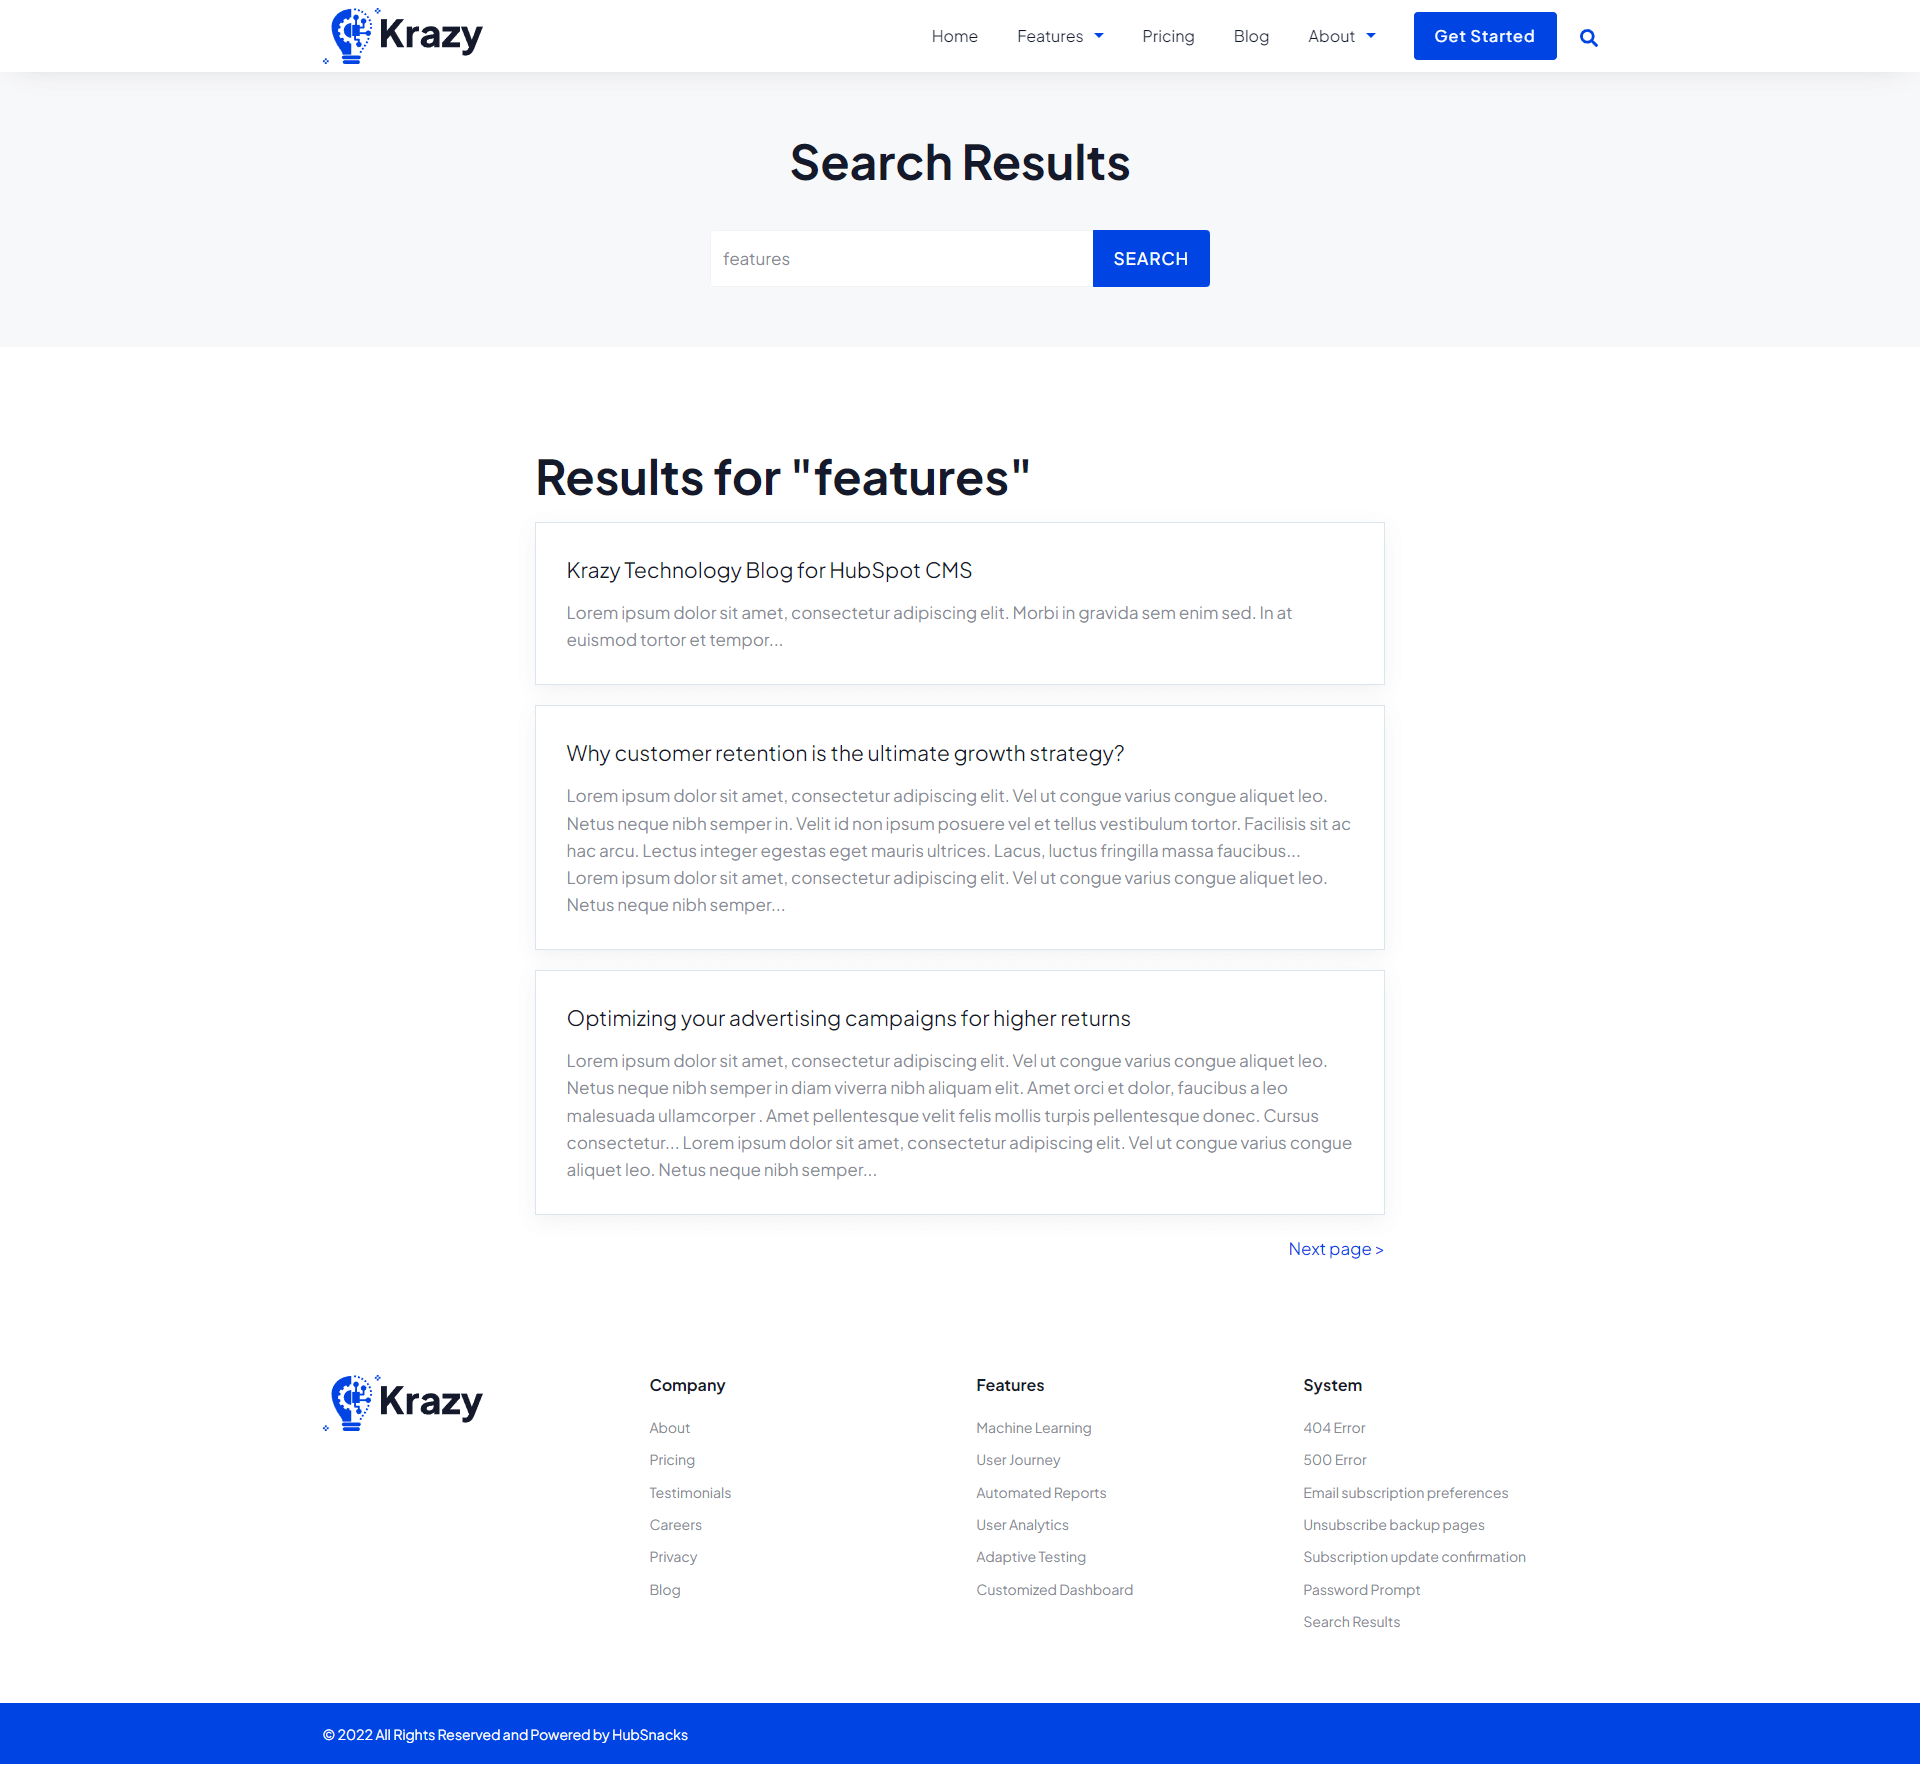 Krazy
Home Features Pricing Blog About Get Started
Search Results
features SEARCH
Results for "features"
Krazy Technology Blog for HubSpot CMS
Lorem ipsum dolor sit amet, consectetur adipiscing elit. Morbi in gravida sem enim sed. In at
euismod tortor et tempor...
Why customer retention is the ultimate growth strategy?
Lorem ipsum dolor sit amet, consectetur adipiscing elit. Vel ut congue varius congue aliquet leo.
Netus neque nibh semper in. Velit id non ipsum posuere vel et tellus vestibulum tortor. Facilisis sit ac
hac arcu. Lectus integer egestas eget mauris ultrices. Lacus, luctus fringilla massa faucibus...
Lorem ipsum dolor sit amet, consectetur adipiscing elit. Vel ut congue varius congue aliquet leo.
Netus neque nibh semper...
Optimizing your advertising campaigns for higher returns
Lorem ipsum dolor sit amet, consectetur adipiscing elit. Vel ut congue varius congue aliquet leo.
Netus neque nibh semper in diam viverra nibh aliquam elit. Amet orci et dolor, faucibus a leo
malesuada ullamcorper . Amet pellentesque velit felis mollis turpis pellentesque donec. Cursus
consectetur... Lorem ipsum dolor sit amet, consectetur adipiscing elit. Vel ut congue varius congue
aliquet leo. Netus neque nibh semper...
Next page >
Krazy
Company
About
Pricing
Testimonials
Careers
Privacy
Blog
Features
Machine Learning
User Journey
Automated Reports
User Analytics
Adaptive Testing
Customized Dashboard
System
404 Error
500 Error
Email subscription preferences
Unsubscribe backup pages
Subscription update confirmation
Password Prompt
Search Results
© 2022 All Rights Reserved and Powered by HubSnacks